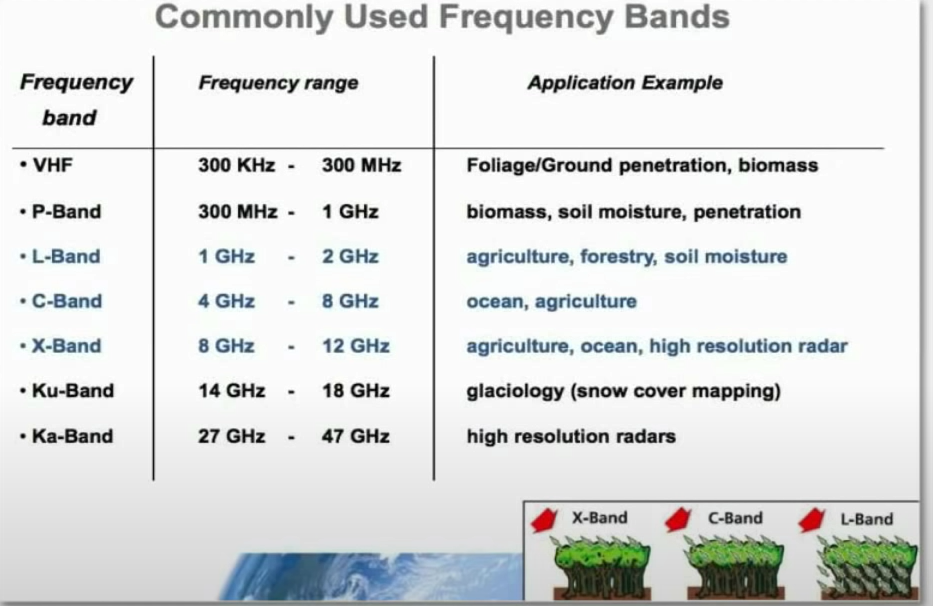 Commonly Used Frequency Bands
Frequency band | Frequency range | Application Example
• VHF | 300 KHz - 300 MHz | Foliage/Ground penetration, biomass
• P-Band | 300 MHz - 1 GHz | biomass, soil moisture, penetration
• L-Band | 1 GHz - 2 GHz | agriculture, forestry, soil moisture
• C-Band | 4 GHz - 8 GHz | ocean, agriculture
• X-Band | 8 GHz - 12 GHz | agriculture, ocean, high resolution radar
• Ku-Band | 14 GHz - 18 GHz | glaciology (snow cover mapping)
• Ka-Band | 27 GHz - 47 GHz | high resolution radars
X-Band C-Band L-Band